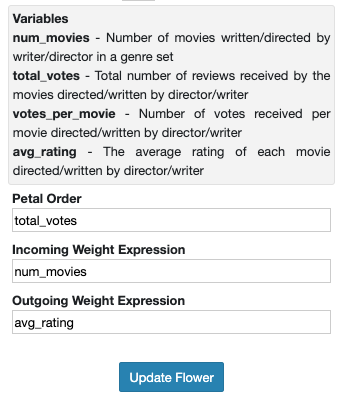 Variables
num_movies - Number of movies written/directed by
writer/director in a genre set
total_votes - Total number of reviews received by the
movies directed/written by director/writer
votes_per_movie - Number of votes received per
movie directed/written by director/writer
avg_rating - The average rating of each movie
directed/written by director/writer
Petal Order
total_votes
Incoming Weight Expression
num_movies
Outgoing Weight Expression
avg_rating
Update Flower